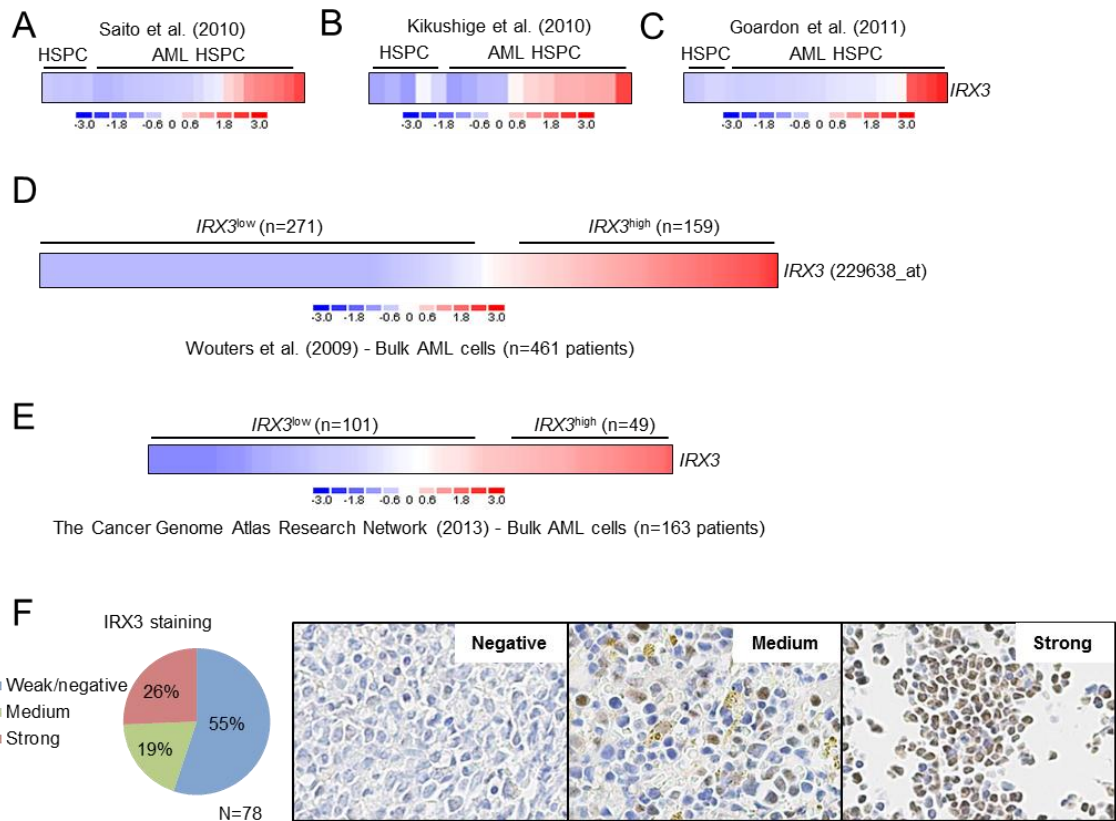 A
Saito et al. (2010)
HSPC
AML HSPC
-3.0 -1.8 -0.6 0 0.6 1.8 3.0
B
Kikushige et al. (2010)
HSPC
AML HSPC
-3.0 -1.8 -0.6 0 0.6 1.8 3.0
C
Goardon et al. (2011)
HSPC
AML HSPC
IRX3
-3.0 -1.8 -0.6 0 0.6 1.8 3.0
D
IRX3low (n=271)
IRX3high (n=159)
IRX3 (229638_at)
-3.0 -1.8 -0.6 0 0.6 1.8 3.0
Wouters et al. (2009) - Bulk AML cells (n=461 patients)
E
IRX3low (n=101)
IRX3high (n=49)
IRX3
-3.0 -1.8 -0.6 0 0.6 1.8 3.0
The Cancer Genome Atlas Research Network (2013) - Bulk AML cells (n=163 patients)
F
IRX3 staining
Weak/negative
Medium
Strong
26%
55%
19%
N=78
Negative
Medium
Strong